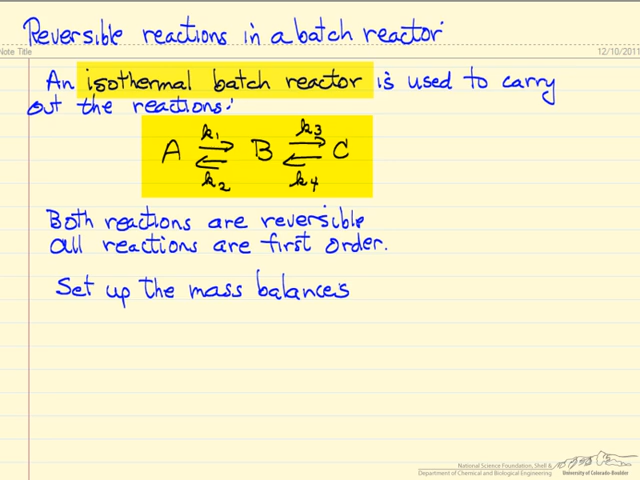 Reversible reactions in a batch reactor
Note Title
12/10/2011
An isothermal batch reactor is used to carry
out the reactions:
k1 k3
A ⇌ B ⇌ C
k2 k4
Both reactions are reversible
all reactions are first order.
Set up the mass balances
National Science Foundation, Shell &
Department of Chemical and Biological Engineering
University of Colorado-Boulder